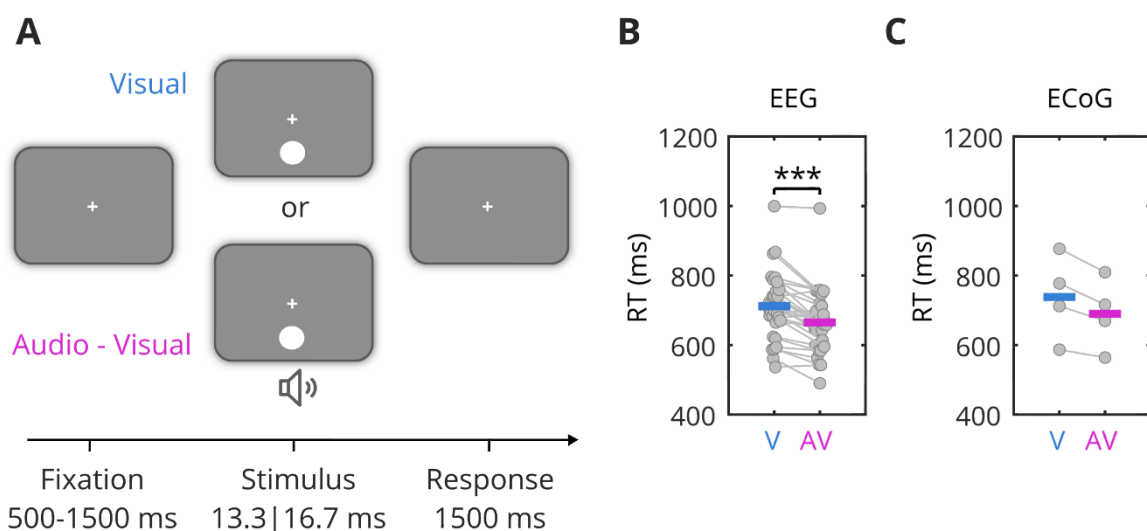 A
Visual
or
Audio - Visual
Fixation
500-1500 ms
Stimulus
13.3|16.7 ms
Response
1500 ms
B
EEG
RT (ms)
1200
1000
800
600
400
***
V AV
C
ECoG
RT (ms)
1200
1000
800
600
400
V AV